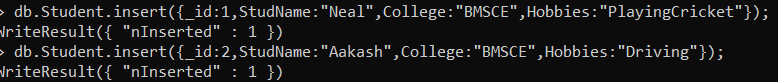 > db.Student.insert({_id:1,StudName:"Neal",College:"BMSCE",Hobbies:"PlayingCricket"});
WriteResult({ "nInserted" : 1 })
> db.Student.insert({_id:2,StudName:"Aakash",College:"BMSCE",Hobbies:"Driving"});
WriteResult({ "nInserted" : 1 })